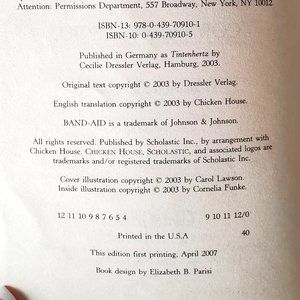 Attention: Permissions Department, 557 Broadway, New York, NY 10012
ISBN-13: 978-0-439-70910-1
ISBN-10: 0-439-70910-5
Published in Germany as Tintenhertz by
Cecilie Dressler Verlag, Hamburg, 2003.
Original text copyright © 2003 by Dressler Verlag.
English translation copyright © 2003 by Chicken House.
BAND-AID is a trademark of Johnson & Johnson.
All rights reserved. Published by Scholastic Inc., by arrangement with
Chicken House. CHICKEN HOUSE, SCHOLASTIC, and associated logos are
trademarks and/or registered trademarks of Scholastic Inc.
Cover illustration copyright © 2003 by Carol Lawson.
Inside illustration copyright © 2003 by Cornelia Funke.
12 11 10 9 8 7 6 5 4 9 10 11 12/0
Printed in the U.S.A 40
This edition first printing, April 2007
Book design by Elizabeth B. Parisi